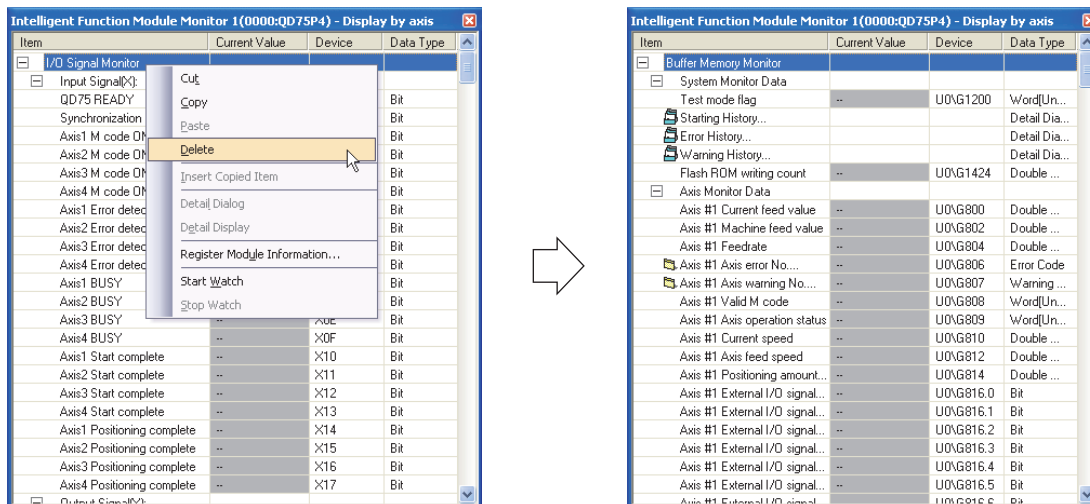 Intelligent Function Module Monitor 1(0000:QD75P4) - Display by axis
Item Current Value Device Data Type
I/O Signal Monitor
Input Signal(X):
QD75 READY Bit
Synchronization Bit
Axis1 M code ON Bit
Axis2 M code ON Bit
Axis3 M code ON Bit
Axis4 M code ON Bit
Axis1 Error detec Bit
Axis2 Error detec Bit
Axis3 Error detec Bit
Axis4 Error detec Bit
Axis1 BUSY Bit
Axis2 BUSY Bit
Axis3 BUSY -- X0E Bit
Axis4 BUSY -- X0F Bit
Axis1 Start complete -- X10 Bit
Axis2 Start complete -- X11 Bit
Axis3 Start complete -- X12 Bit
Axis4 Start complete -- X13 Bit
Axis1 Positioning complete -- X14 Bit
Axis2 Positioning complete -- X15 Bit
Axis3 Positioning complete -- X16 Bit
Axis4 Positioning complete -- X17 Bit
Output Signal(Y):
Cut
Copy
Paste
Delete
Insert Copied Item
Detail Dialog
Detail Display
Register Module Information...
Start Watch
Stop Watch
Intelligent Function Module Monitor 1(0000:QD75P4) - Display by axis
Item Current Value Device Data Type
Buffer Memory Monitor
System Monitor Data
Test mode flag -- U0\G1200 Word[Un...
Starting History... Detail Dia...
Error History... Detail Dia...
Warning History... Detail Dia...
Flash ROM writing count -- U0\G1424 Double ...
Axis Monitor Data
Axis #1 Current feed value -- U0\G800 Double ...
Axis #1 Machine feed value -- U0\G802 Double ...
Axis #1 Feedrate -- U0\G804 Double ...
Axis #1 Axis error No.... -- U0\G806 Error Code
Axis #1 Axis warning No.... -- U0\G807 Warning ...
Axis #1 Valid M code -- U0\G808 Word[Un...
Axis #1 Axis operation status -- U0\G809 Word[Un...
Axis #1 Current speed -- U0\G810 Double ...
Axis #1 Axis feed speed -- U0\G812 Double ...
Axis #1 Positioning amount... -- U0\G814 Double ...
Axis #1 External I/O signal... -- U0\G816.0 Bit
Axis #1 External I/O signal... -- U0\G816.1 Bit
Axis #1 External I/O signal... -- U0\G816.2 Bit
Axis #1 External I/O signal... -- U0\G816.3 Bit
Axis #1 External I/O signal... -- U0\G816.4 Bit
Axis #1 External I/O signal... -- U0\G816.5 Bit
Axis #1 External I/O signal... -- U0\G816.6 Bit